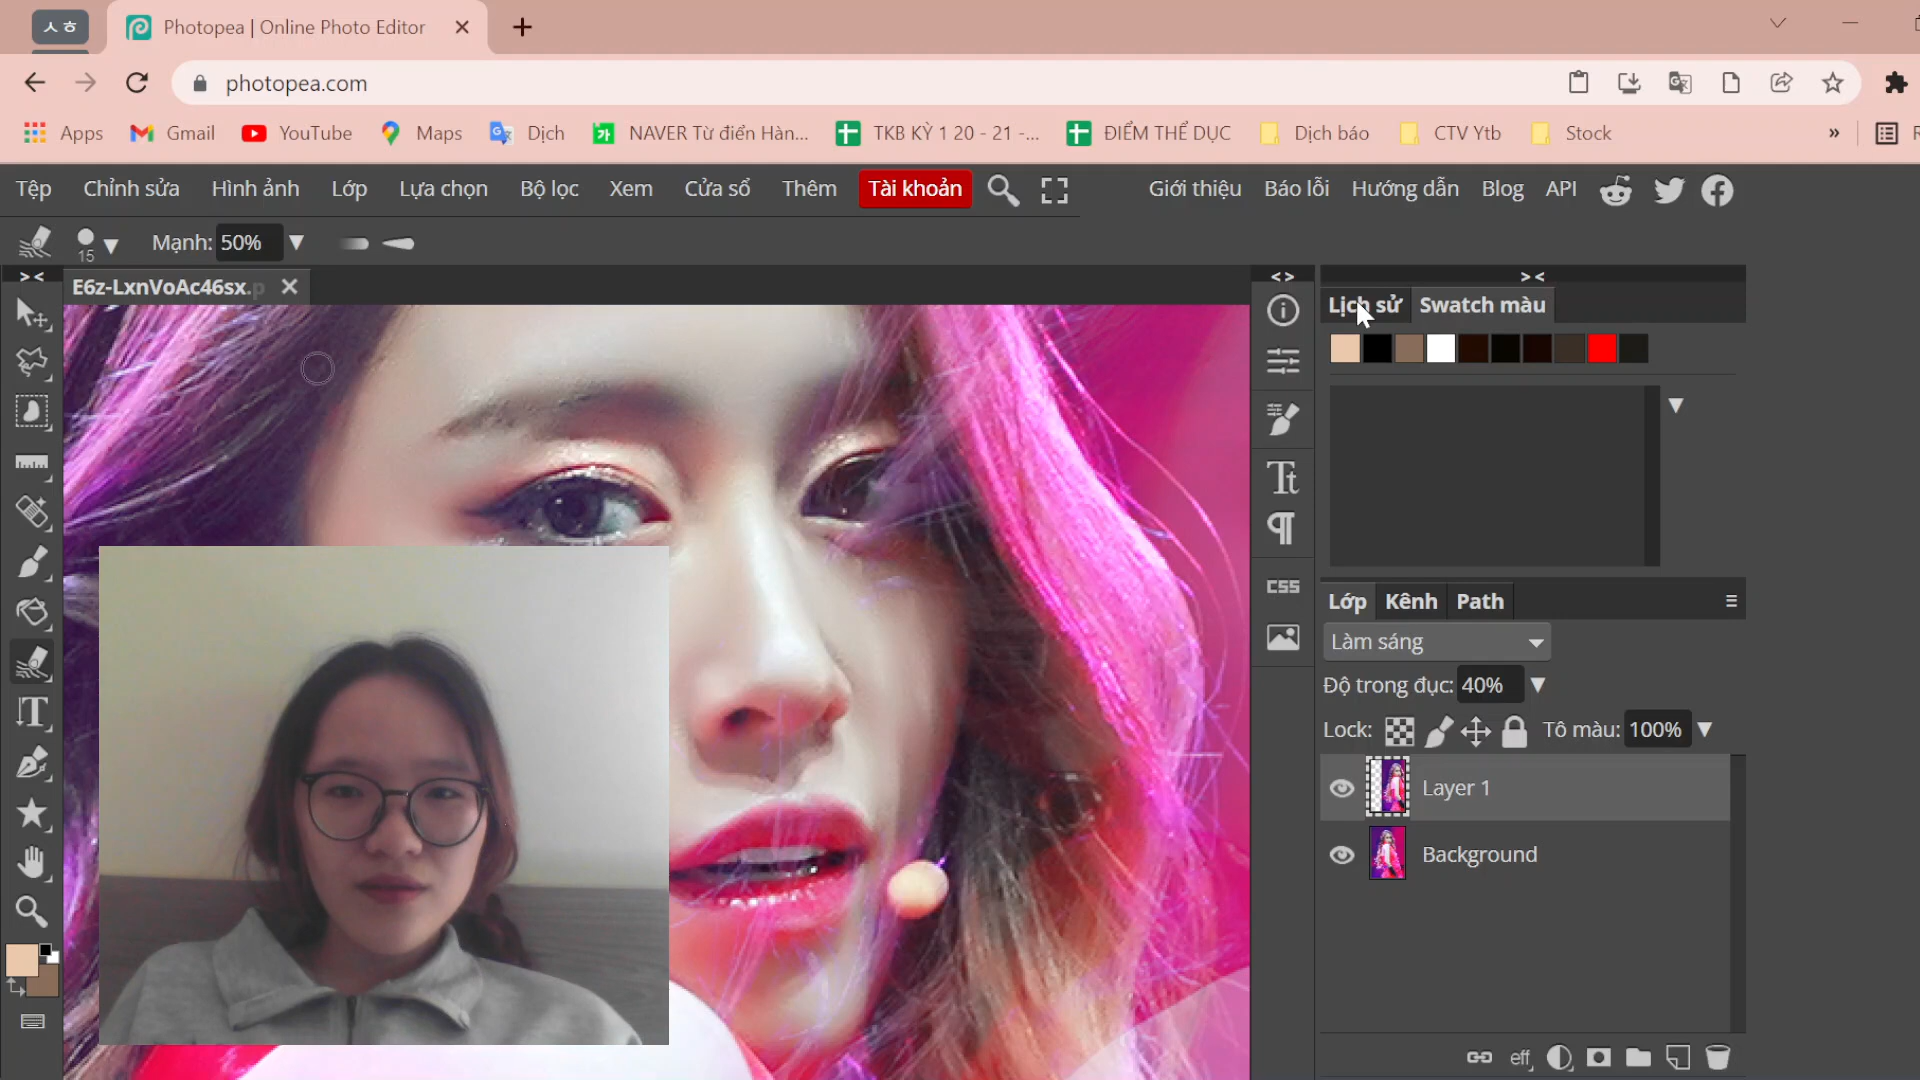 ㅅㅎ Photopea | Online Photo Editor
photopea.com
Apps Gmail YouTube Maps Dịch NAVER Từ điển Hàn... TKB KỲ 1 20 - 21 -... ĐIỂM THỂ DỤC Dịch báo CTV Ytb Stock »
Tệp Chỉnh sửa Hình ảnh Lớp Lựa chọn Bộ lọc Xem Cửa sổ Thêm Tài khoản Giới thiệu Báo lỗi Hướng dẫn Blog API
15 Mạnh: 50%
E6z-LxnVoAc46sx.p
Lịch sử Swatch màu
CSS
Lớp Kênh Path
Làm sáng
Độ trong đục: 40%
Lock: Tô màu: 100%
Layer 1
Background
eff